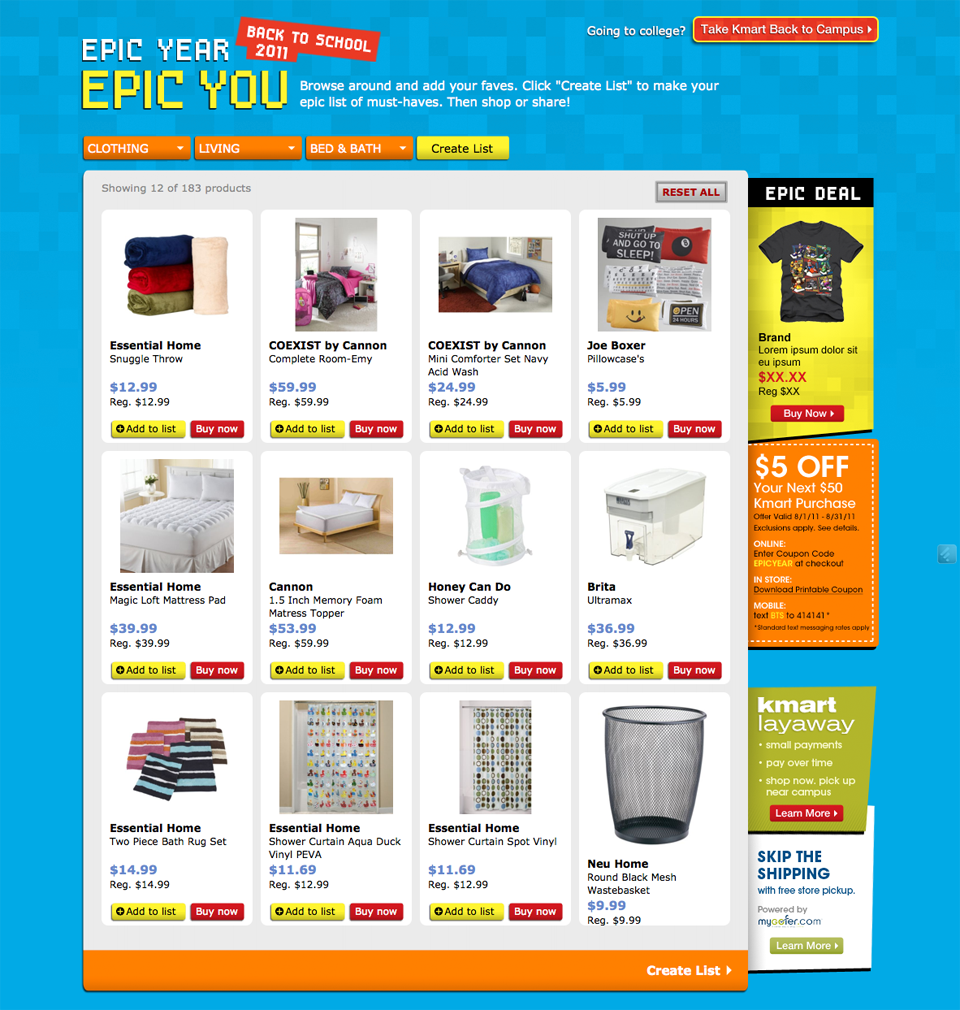 EPIC YEAR
BACK TO SCHOOL
2011
EPIC YOU
Going to college?
Take Kmart Back to Campus
Browse around and add your faves. Click "Create List" to make your
epic list of must-haves. Then shop or share!
CLOTHING LIVING BED & BATH Create List
Showing 12 of 183 products
RESET ALL
SHUT UP
AND GO TO
SLEEP!
8
OPEN
24 HOURS
Essential Home
Snuggle Throw
$12.99
Reg. $12.99
Add to list Buy now
COEXIST by Cannon
Complete Room-Emy
$59.99
Reg. $59.99
Add to list Buy now
COEXIST by Cannon
Mini Comforter Set Navy
Acid Wash
$24.99
Reg. $24.99
Add to list Buy now
Joe Boxer
Pillowcase's
$5.99
Reg. $5.99
Add to list Buy now
Essential Home
Magic Loft Mattress Pad
$39.99
Reg. $39.99
Add to list Buy now
Cannon
1.5 Inch Memory Foam
Matress Topper
$53.99
Reg. $59.99
Add to list Buy now
Honey Can Do
Shower Caddy
$12.99
Reg. $12.99
Add to list Buy now
Brita
Ultramax
$36.99
Reg. $36.99
Add to list Buy now
Essential Home
Two Piece Bath Rug Set
$14.99
Reg. $14.99
Add to list Buy now
Essential Home
Shower Curtain Aqua Duck
Vinyl PEVA
$11.69
Reg. $12.99
Add to list Buy now
Essential Home
Shower Curtain Spot Vinyl
$11.69
Reg. $12.99
Add to list Buy now
Neu Home
Round Black Mesh
Wastebasket
$9.99
Reg. $9.99
Create List
EPIC DEAL
Brand
Lorem ipsum dolor sit
eu ipsum
$XX.XX
Reg $XX
Buy Now
$5 OFF
Your Next $50
Kmart Purchase
Offer Valid 8/1/11 - 8/31/11
Exclusions apply. See details.
ONLINE:
Enter Coupon Code
EPICYEAR at checkout
IN STORE:
Download Printable Coupon
MOBILE:
text BTS to 414141*
*Standard text messaging rates apply
kmart
layaway
• small payments
• pay over time
• shop now. pick up
near campus
Learn More
SKIP THE
SHIPPING
with free store pickup.
Powered by
mygofer.com
Learn More